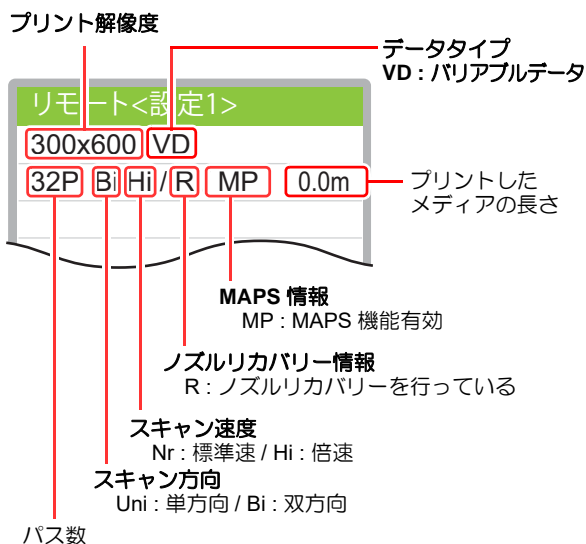 プリント解像度
データタイプ
VD : バリアブルデータ
リモート<設定1>
300x600 VD
32P Bi Hi / R MP 0.0m
プリントした
メディアの長さ
MAPS 情報
MP : MAPS 機能有効
ノズルリカバリー情報
R : ノズルリカバリーを行っている
スキャン速度
Nr : 標準速 / Hi : 倍速
スキャン方向
Uni : 単方向 / Bi : 双方向
パス数